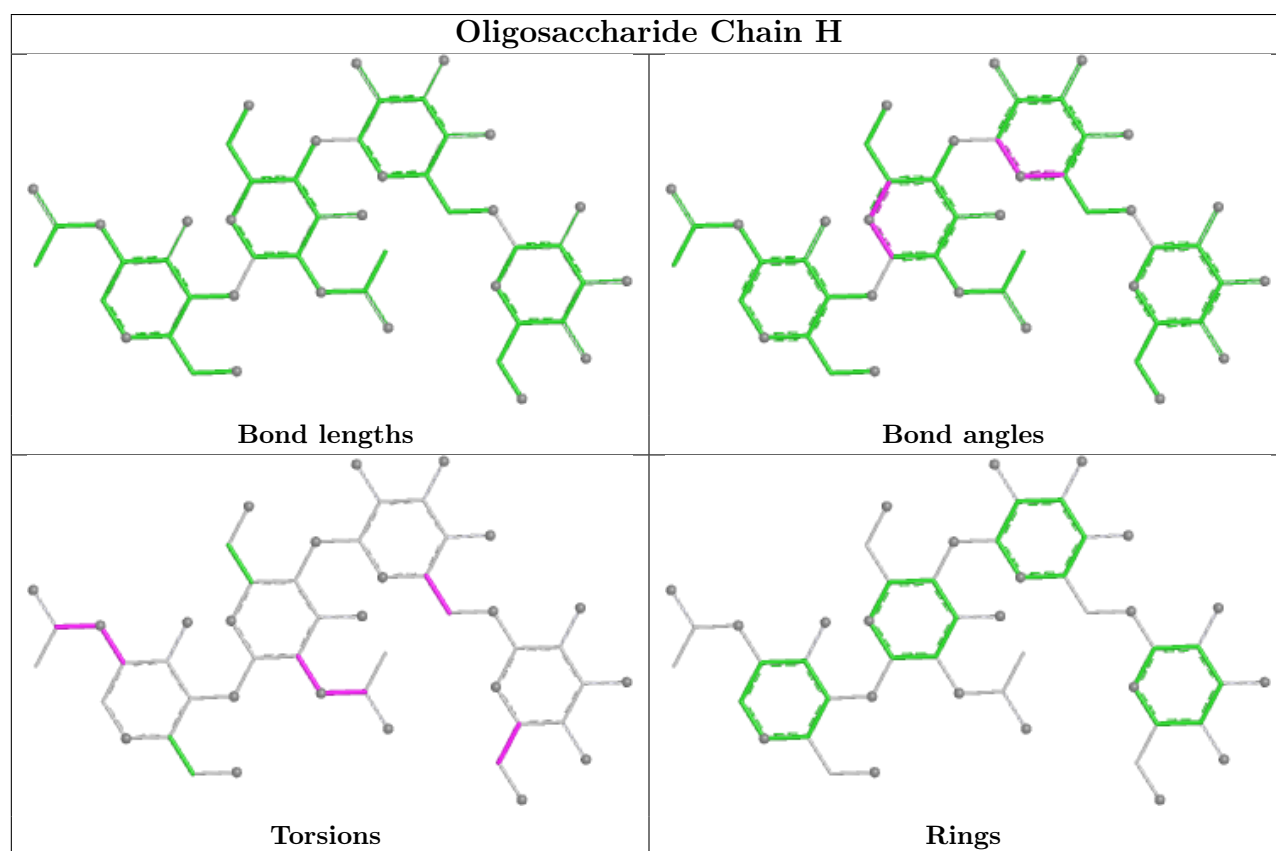 Oligosaccharide Chain H
Bond lengths
Bond angles
Torsions
Rings